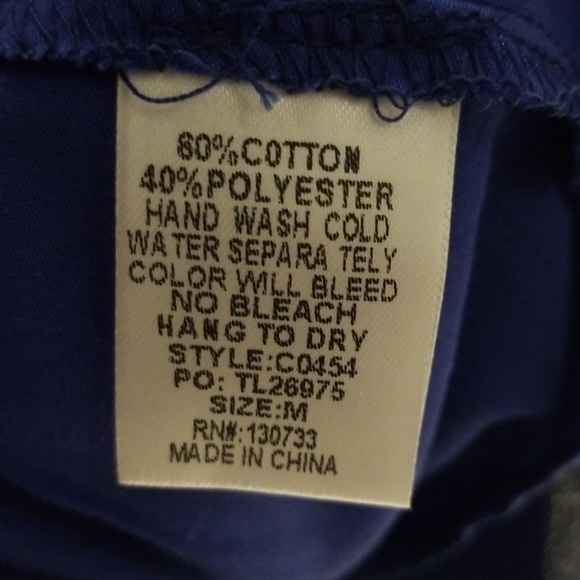 60%COTTON
40%POLYESTER
HAND WASH COLD
WATER SEPARA TELY
COLOR WILL BLEED
NO BLEACH
HANG TO DRY
STYLE:C0454
PO: TL26975
SIZE:M
RN#:130733
MADE IN CHINA